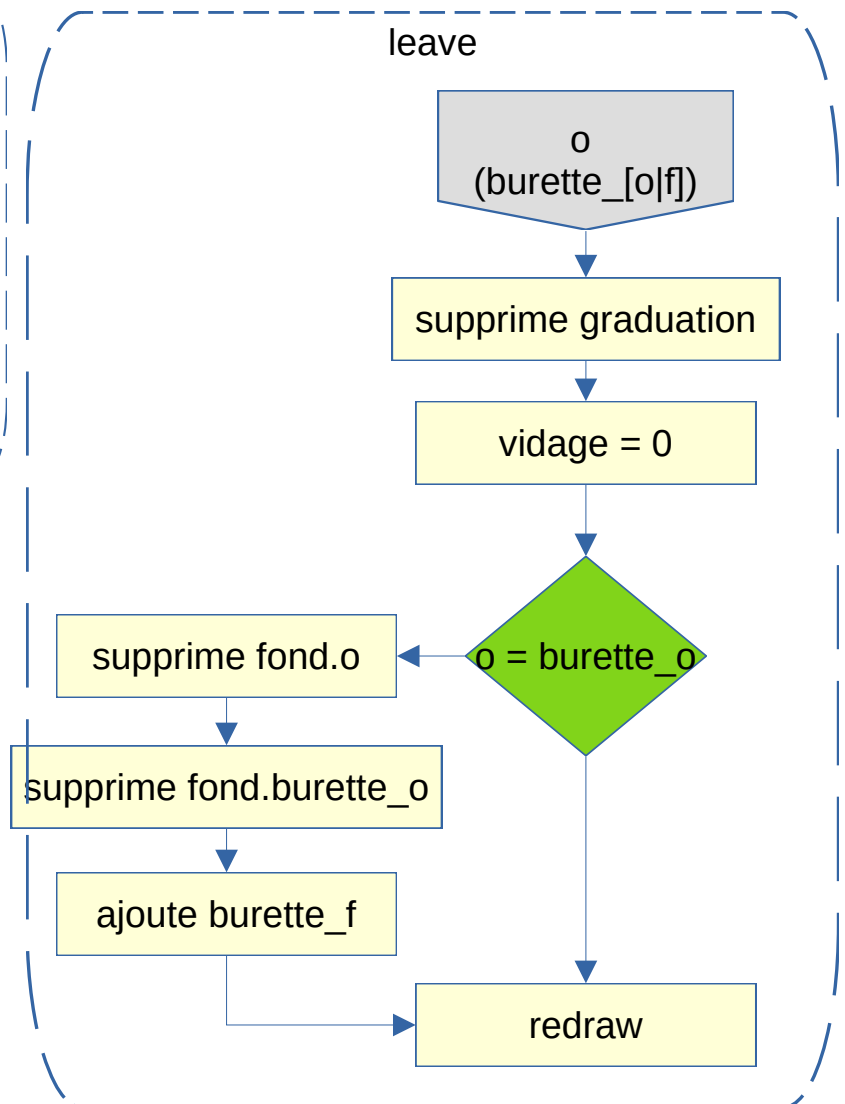 leave
o
(burette_[o|f])
supprime graduation
vidage = 0
o = burette_o
supprime fond.o
supprime fond.burette_o
ajoute burette_f
redraw